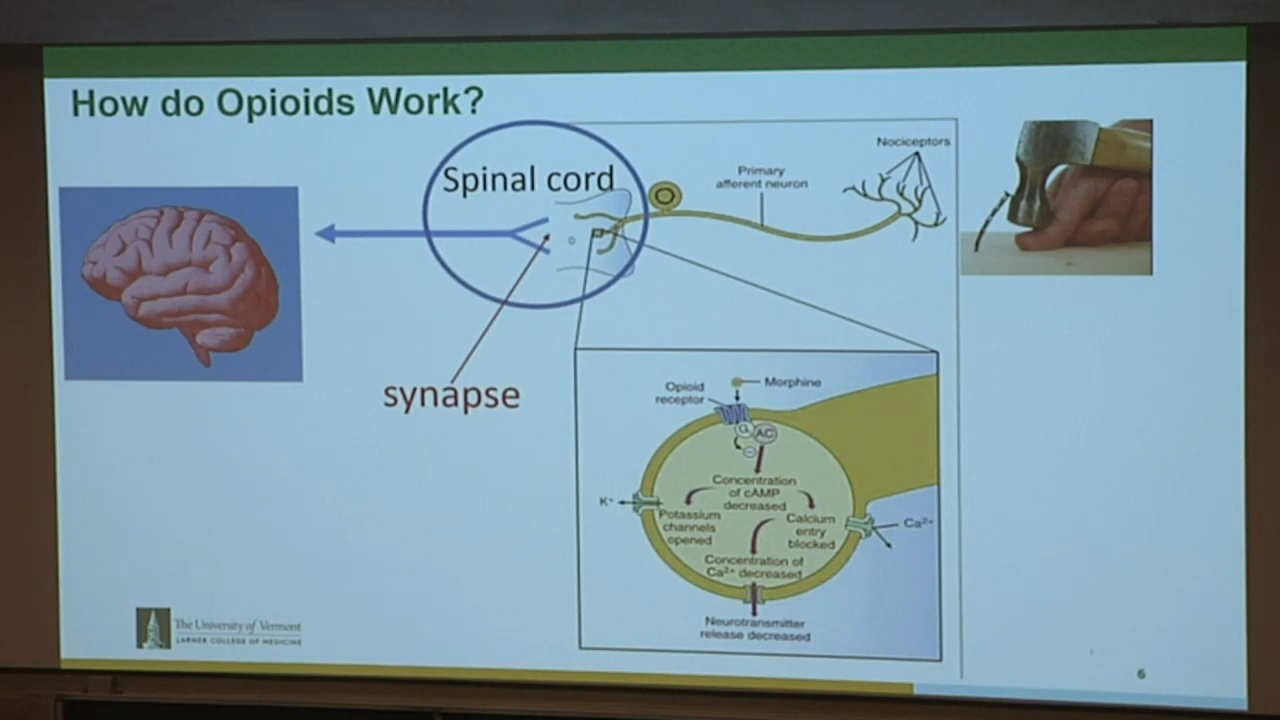 How do Opioids Work?
Spinal cord
Nociceptors
Primary
afferent neuron
synapse
Opioid
receptor
Morphine
G
AC
Concentration
of cAMP
decreased
K⁺
Potassium
channels
opened
Calcium
entry
blocked
Ca²⁺
Concentration of
Ca²⁺ decreased
Neurotransmitter
release decreased
The University of Vermont
LARNER COLLEGE OF MEDICINE
6